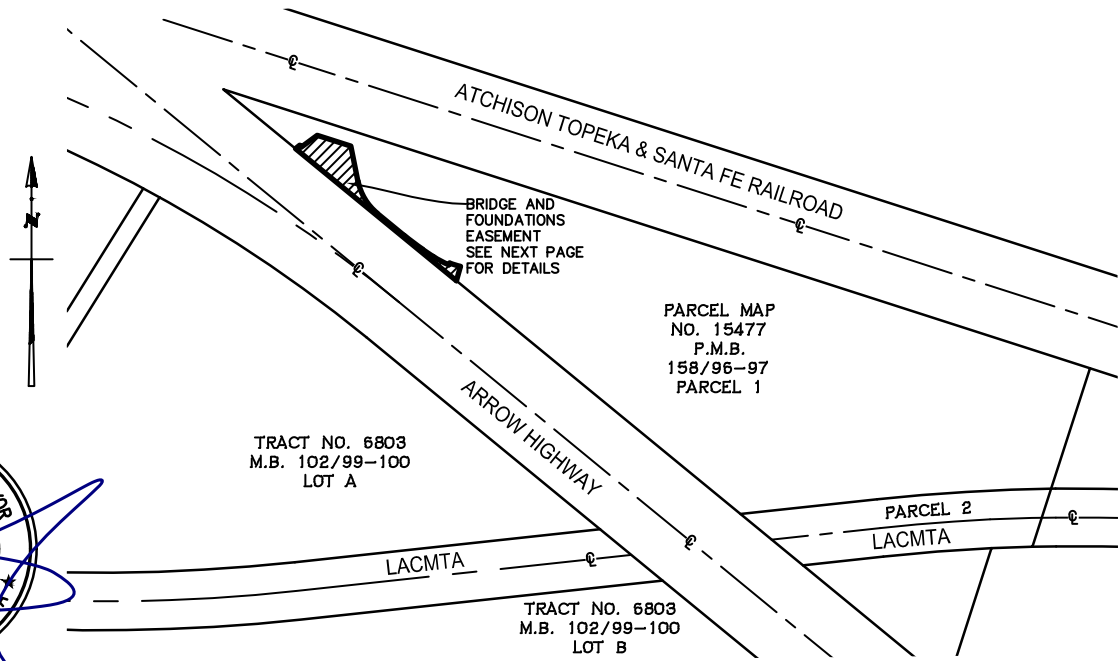 ATCHISON TOPEKA & SANTA FE RAILROAD
BRIDGE AND
FOUNDATIONS
EASEMENT
SEE NEXT PAGE
FOR DETAILS
N
PARCEL MAP
NO. 15477
P.M.B.
158/96-97
PARCEL 1
ARROW HIGHWAY
TRACT NO. 6803
M.B. 102/99-100
LOT A
PARCEL 2
LACMTA
LACMTA
TRACT NO. 6803
M.B. 102/99-100
LOT B